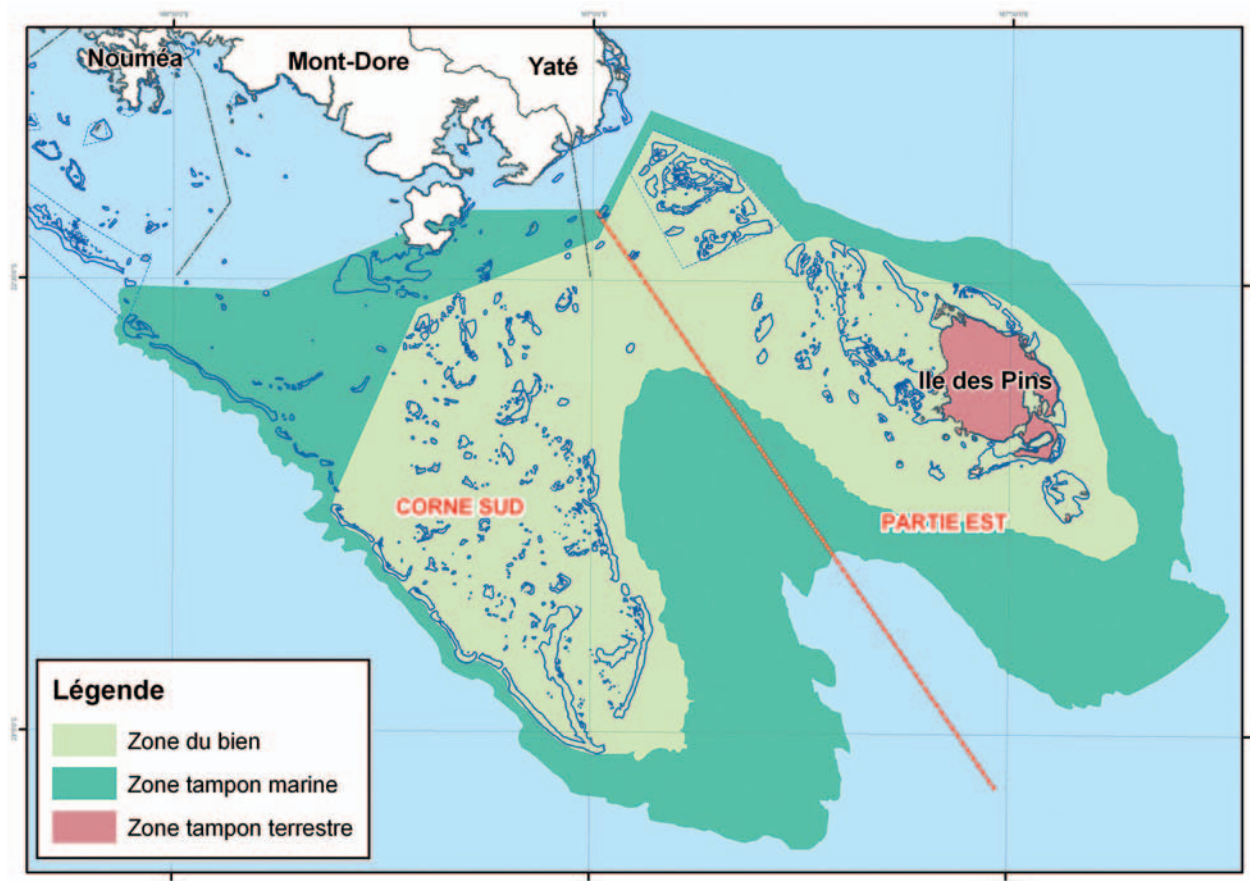 Nouméa
Mont-Dore
Yaté
Ile des Pins
CORNE SUD
PARTIE EST
Légende
Zone du bien
Zone tampon marine
Zone tampon terrestre